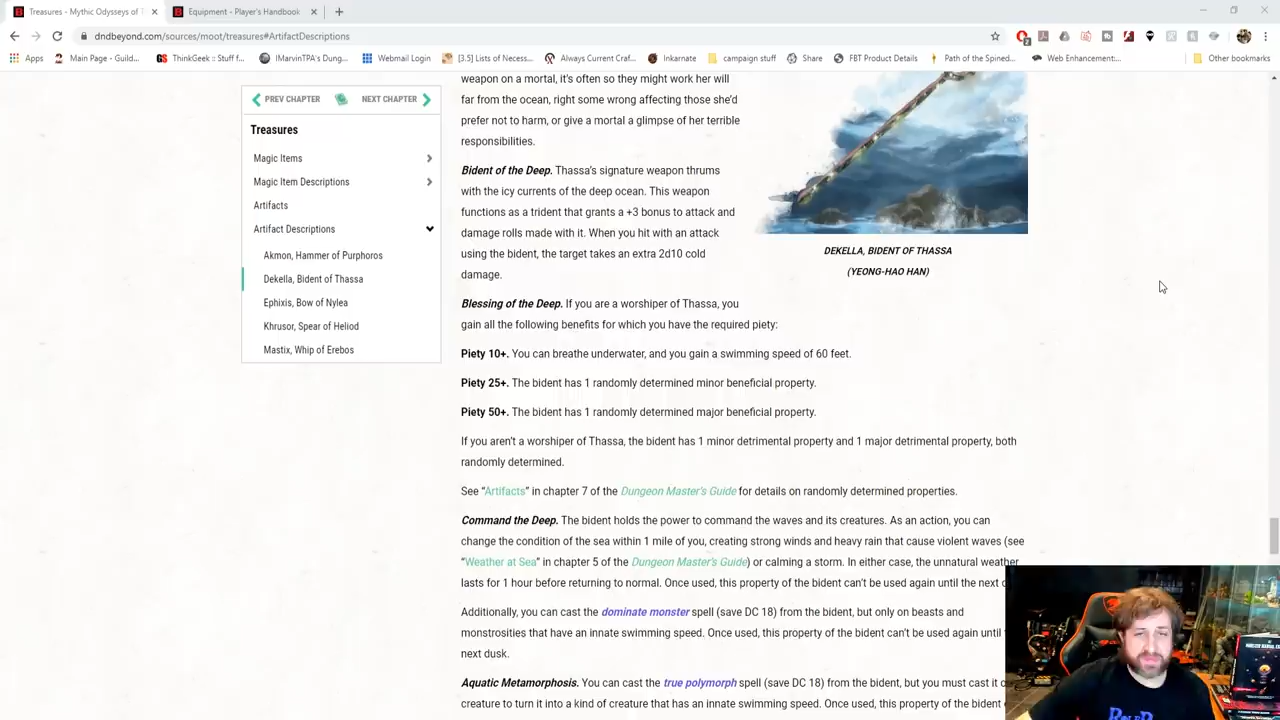 Treasures - Mythic Odysseys of T
Equipment - Player's Handbook
dndbeyond.com/sources/moot/treasures#ArtifactDescriptions
Apps
Main Page - Guild...
ThinkGeek :: Stuff f...
IMarvinTPA's Dung...
Webmail Login
[3.5] Lists of Necess...
Always Current Craf...
Inkarnate
campaign stuff
Share
FBT Product Details
Path of the Spined...
Web Enhancement:...
Other bookmarks
PREV CHAPTER
NEXT CHAPTER
Treasures
Magic Items
Magic Item Descriptions
Artifacts
Artifact Descriptions
Akmon, Hammer of Purphoros
Dekella, Bident of Thassa
Ephixis, Bow of Nylea
Khrusor, Spear of Heliod
Mastix, Whip of Erebos
weapon on a mortal, it's often so they might work her will
far from the ocean, right some wrong affecting those she'd
prefer not to harm, or give a mortal a glimpse of her terrible
responsibilities.
Bident of the Deep. Thassa's signature weapon thrums
with the icy currents of the deep ocean. This weapon
functions as a trident that grants a +3 bonus to attack and
damage rolls made with it. When you hit with an attack
using the bident, the target takes an extra 2d10 cold
damage.
DEKELLA, BIDENT OF THASSA
(YEONG-HAO HAN)
Blessing of the Deep. If you are a worshiper of Thassa, you
gain all the following benefits for which you have the required piety:
Piety 10+. You can breathe underwater, and you gain a swimming speed of 60 feet.
Piety 25+. The bident has 1 randomly determined minor beneficial property.
Piety 50+. The bident has 1 randomly determined major beneficial property.
If you aren't a worshiper of Thassa, the bident has 1 minor detrimental property and 1 major detrimental property, both
randomly determined.
See “Artifacts” in chapter 7 of the Dungeon Master's Guide for details on randomly determined properties.
Command the Deep. The bident holds the power to command the waves and its creatures. As an action, you can
change the condition of the sea within 1 mile of you, creating strong winds and heavy rain that cause violent waves (see
“Weather at Sea” in chapter 5 of the Dungeon Master's Guide) or calming a storm. In either case, the unnatural weather
lasts for 1 hour before returning to normal. Once used, this property of the bident can't be used again until the next
Additionally, you can cast the dominate monster spell (save DC 18) from the bident, but only on beasts and
monstrosities that have an innate swimming speed. Once used, this property of the bident can't be used again until
next dusk.
Aquatic Metamorphosis. You can cast the true polymorph spell (save DC 18) from the bident, but you must cast it
creature to turn it into a kind of creature that has an innate swimming speed. Once used, this property of the bident